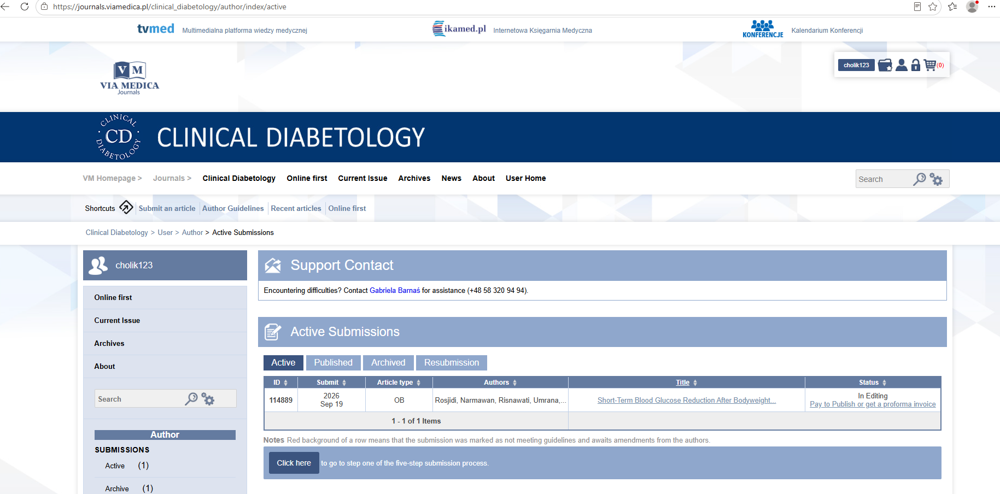 https://journals.viamedica.pl/clinical_diabetology/author/index/active
tvmed Multimedialna platforma wiedzy medycznej
ikamed.pl Internetowa Księgarnia Medyczna
KONFERENCJE Kalendarium Konferencji
VM
VIA MEDICA
Journals
cholik123 (0)
CLINICAL
CD
DIABETOLOGY
CLINICAL DIABETOLOGY
VM Homepage > Journals > Clinical Diabetology Online first Current Issue Archives News About User Home
Search
Shortcuts Submit an article Author Guidelines Recent articles Online first
Clinical Diabetology > User > Author > Active Submissions
cholik123
Online first
Current Issue
Archives
About
Search
Author
SUBMISSIONS
Active (1)
Archive (1)
Support Contact
Encountering difficulties? Contact Gabriela Barnaś for assistance (+48 58 320 94 94).
Active Submissions
Active Published Archived Resubmission
ID Submit Article type Authors Title Status
114889 2026 Sep 19 OB Rosjidi, Narmawan, Risnawati, Umrana,... Short-Term Blood Glucose Reduction After Bodyweight... In Editing
Pay to Publish or get a proforma invoice
1 - 1 of 1 Items
Notes Red background of a row means that the submission was marked as not meeting guidelines and awaits amendments from the authors.
Click here to go to step one of the five-step submission process.